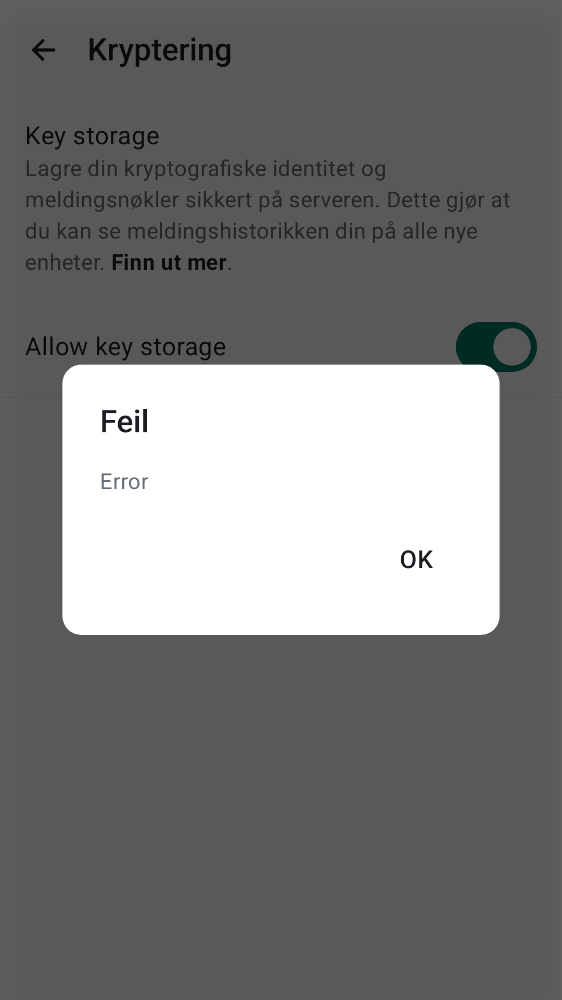 Kryptering
Key storage
Lagre din kryptografiske identitet og
meldingsnøkler sikkert på serveren. Dette gjør at
du kan se meldingshistorikken din på alle nye
enheter. Finn ut mer.
Allow key storage
Feil
Error
OK